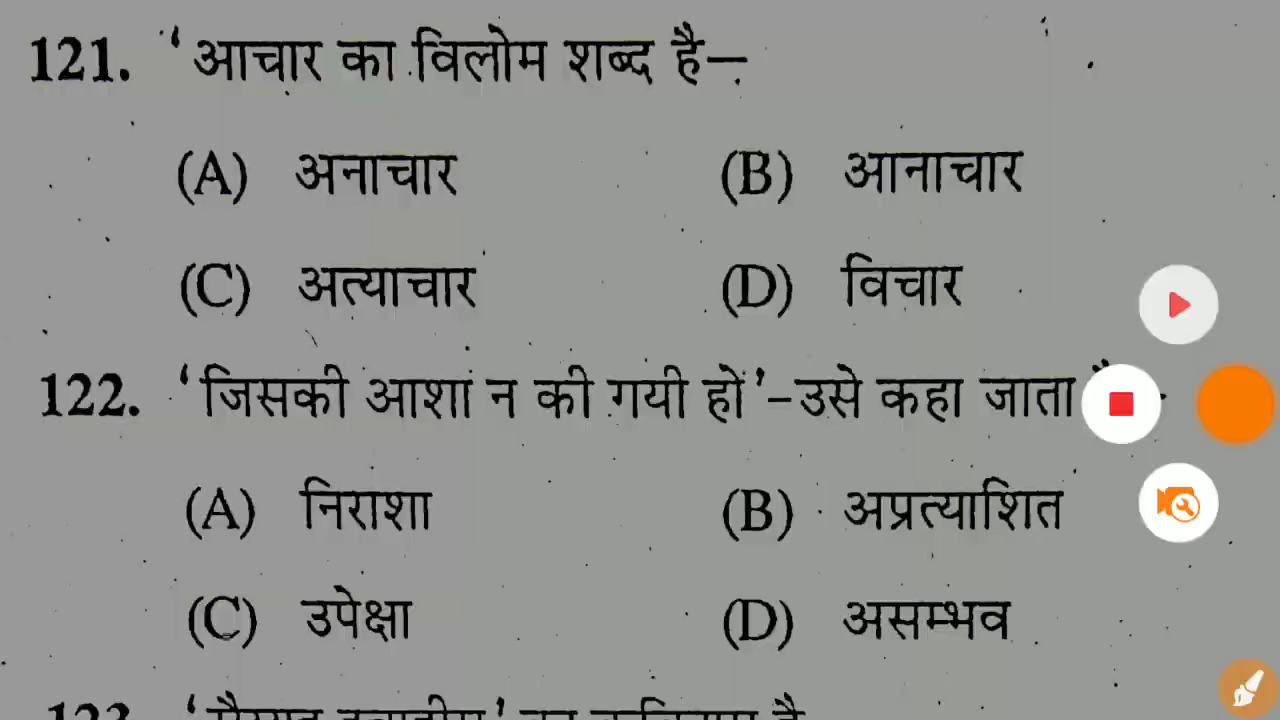 121. 'आचार का विलोम शब्द है–
(A) अनाचार (B) आनाचार
(C) अत्याचार (D) विचार
122. 'जिसकी आशा न की गयी हो'–उसे कहा जाता
(A) निराशा (B) अप्रत्याशित
(C) उपेक्षा (D) असम्भव